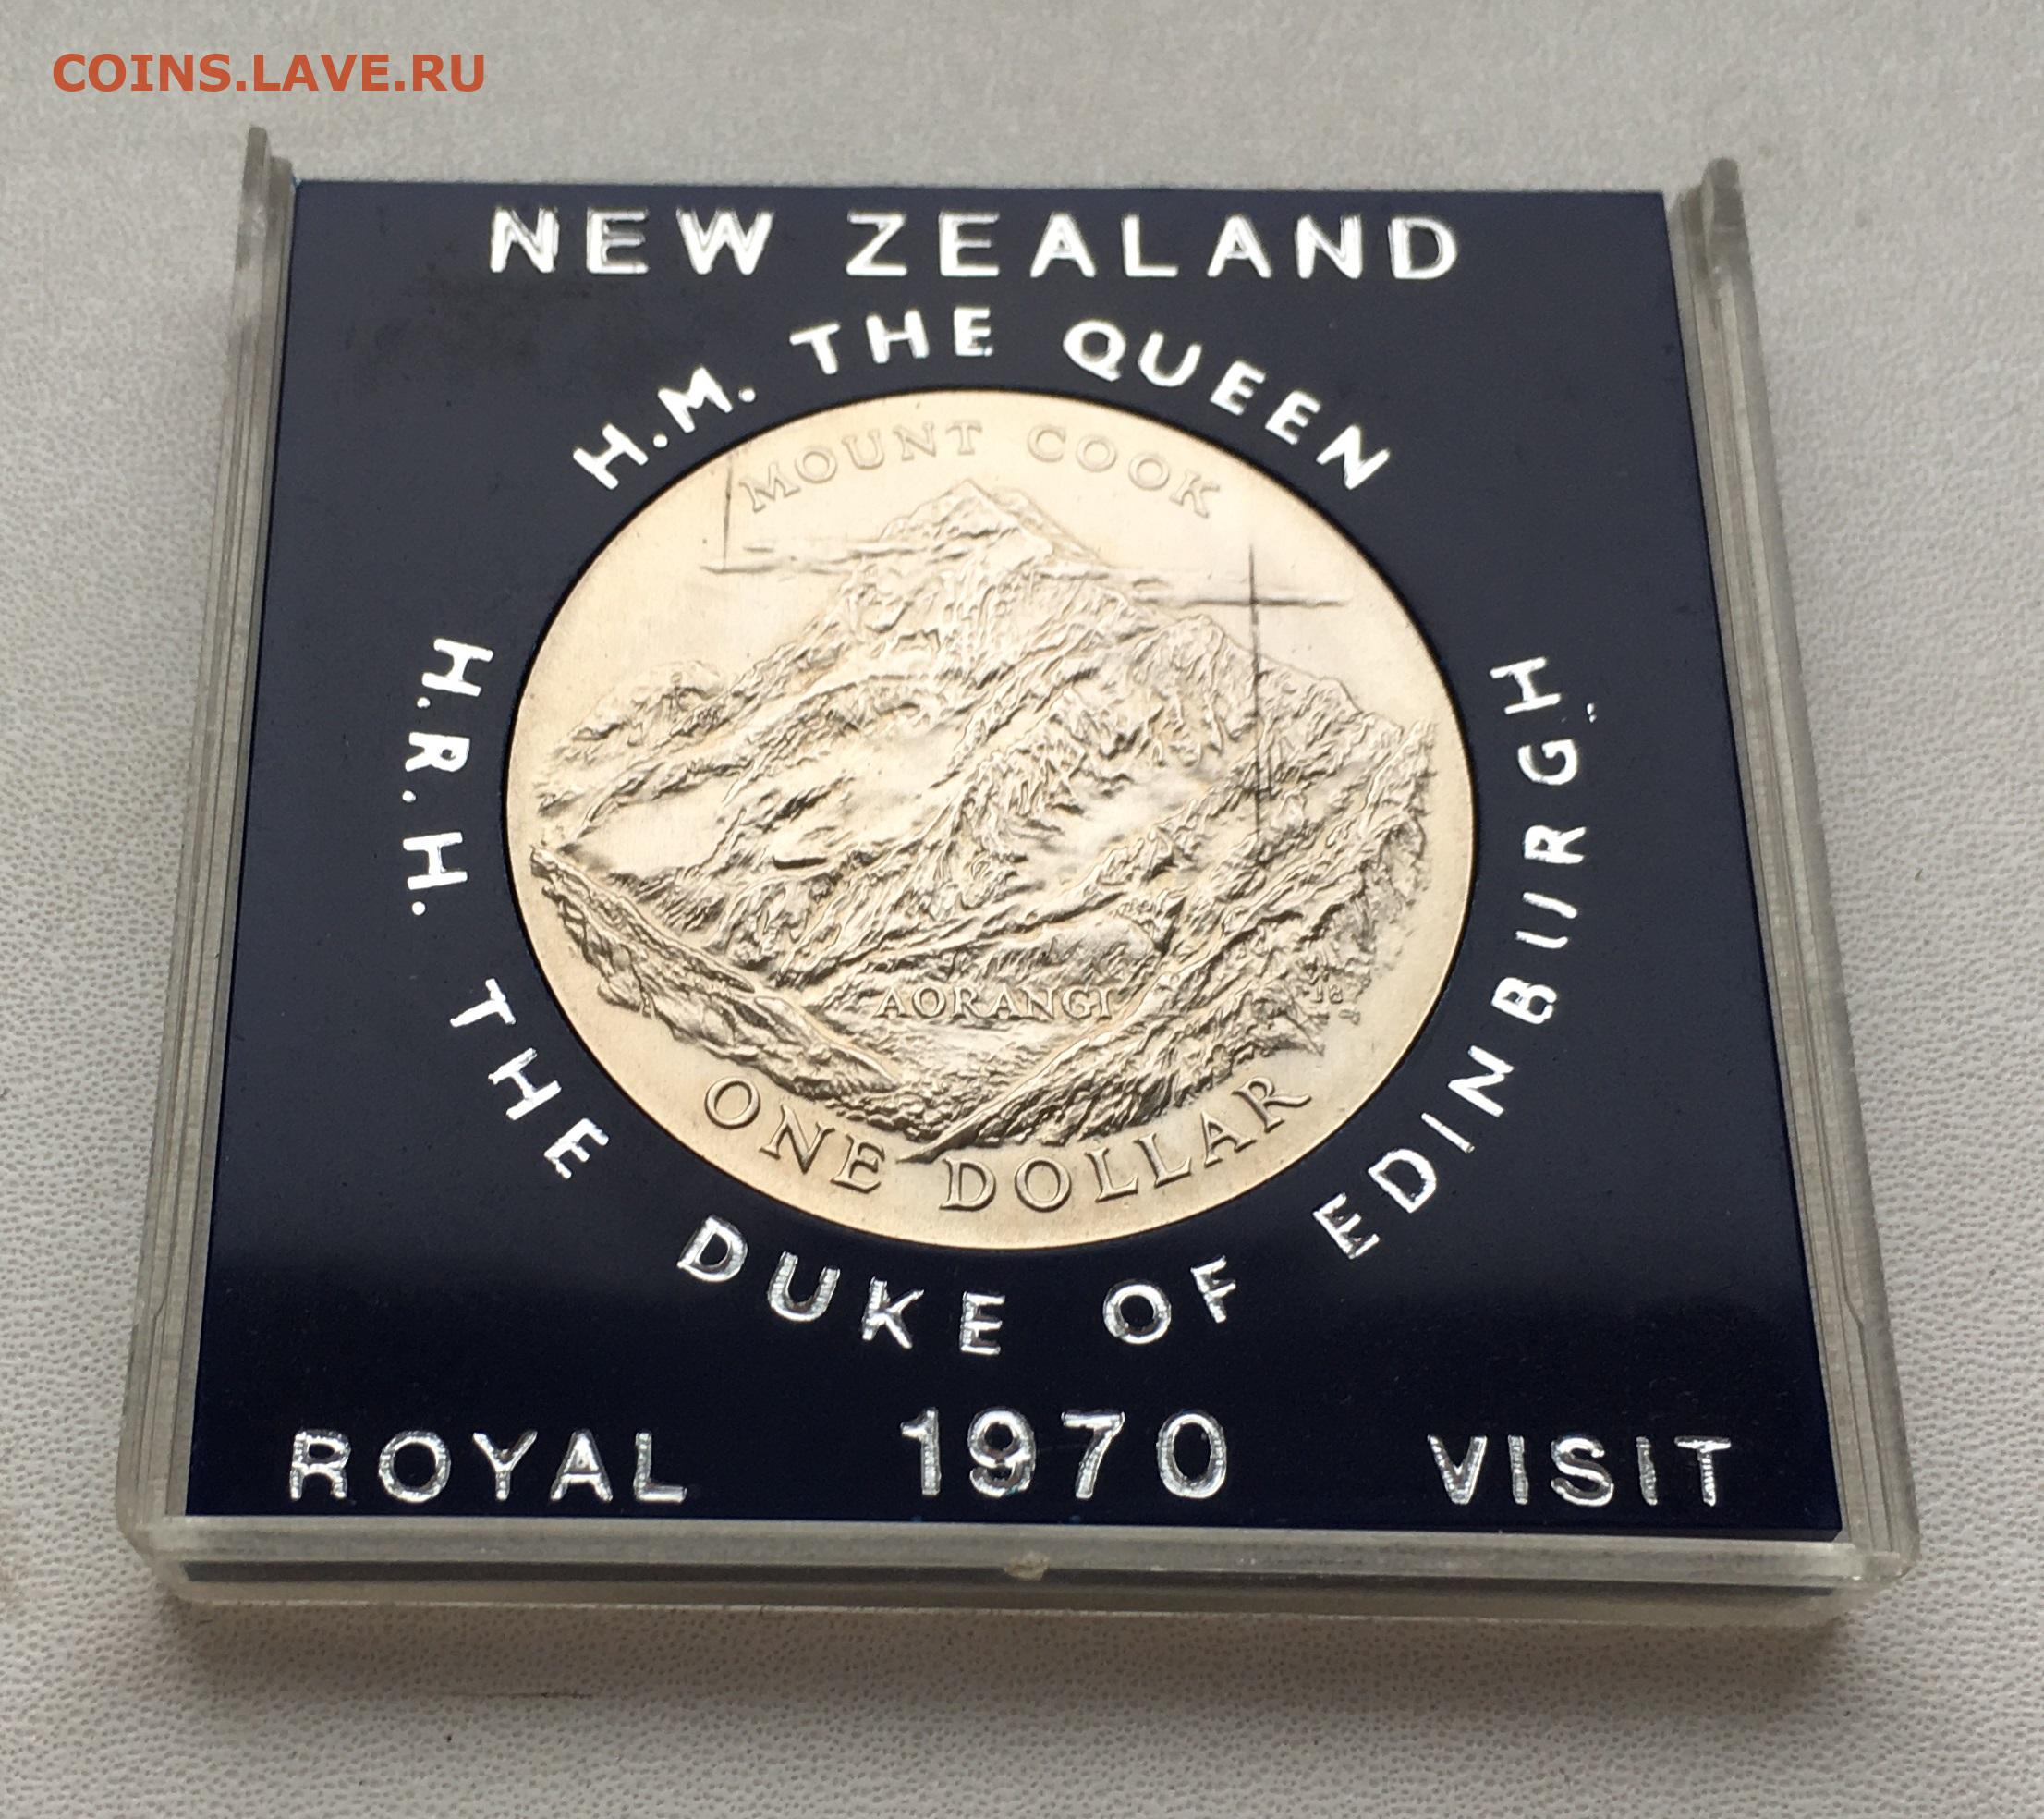 COINS.LAVE.RU
NEW ZEALAND
H.M. THE QUEEN
MOUNT COOK
AORANGI
JB
ONE DOLLAR
H.R.H. THE DUKE OF EDINBURGH
ROYAL 1970 VISIT